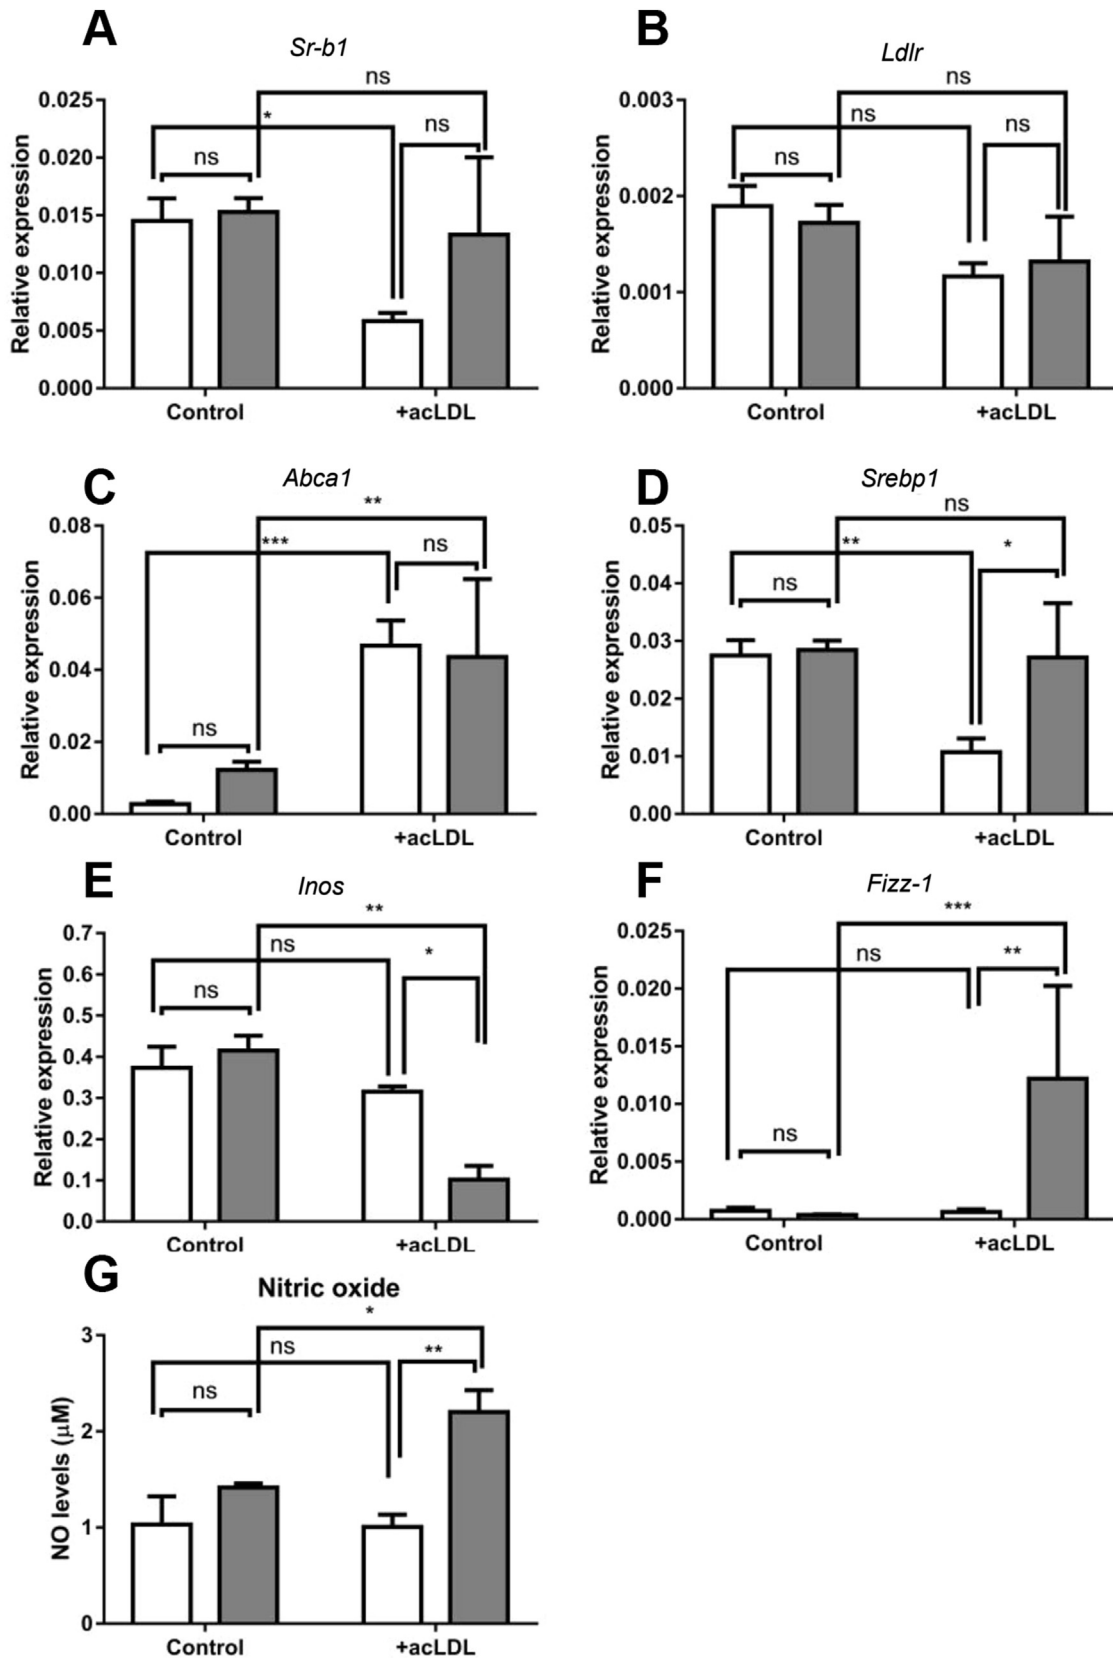 A
Sr-b1
ns
*
ns
ns
0.025
0.020
0.015
0.010
0.005
0.000
Relative expression
Control
+acLDL
B
Ldlr
ns
ns
ns
ns
0.003
0.002
0.001
0.000
Relative expression
Control
+acLDL
C
Abca1
**
***
ns
ns
0.08
0.06
0.04
0.02
0.00
Relative expression
Control
+acLDL
D
Srebp1
ns
**
*
ns
0.05
0.04
0.03
0.02
0.01
0.00
Relative expression
Control
+acLDL
E
Inos
**
ns
*
ns
0.7
0.6
0.5
0.4
0.3
0.2
0.1
0.0
Relative expression
Control
+acLDL
F
Fizz-1
***
ns
**
ns
0.025
0.020
0.015
0.010
0.005
0.000
Relative expression
Control
+acLDL
G
Nitric oxide
*
ns
**
ns
3
2
1
0
NO levels (µM)
Control
+acLDL